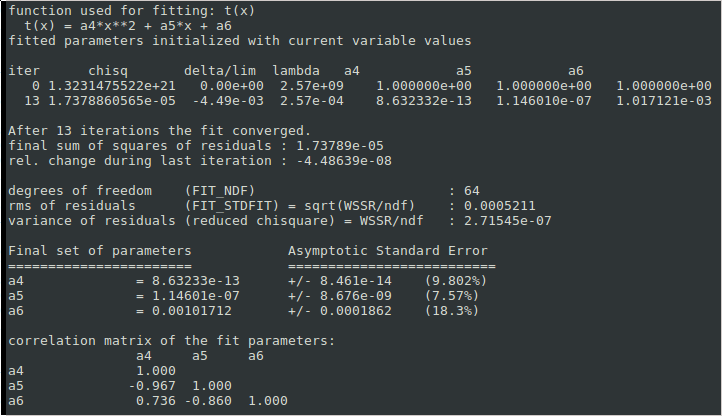 function used for fitting: t(x)
  t(x) = a4*x**2 + a5*x + a6
fitted parameters initialized with current variable values

iter      chisq       delta/lim  lambda   a4            a5            a6
   0 1.3231475522e+21   0.00e+00  2.57e+09    1.000000e+00   1.000000e+00   1.000000e+00
  13 1.7378860565e-05  -4.49e-03  2.57e-04    8.632332e-13   1.146010e-07   1.017121e-03

After 13 iterations the fit converged.
final sum of squares of residuals : 1.73789e-05
rel. change during last iteration : -4.48639e-08

degrees of freedom    (FIT_NDF)                        : 64
rms of residuals      (FIT_STDFIT) = sqrt(WSSR/ndf)    : 0.0005211
variance of residuals (reduced chisquare) = WSSR/ndf   : 2.71545e-07

Final set of parameters            Asymptotic Standard Error
=======================            ==========================
a4              = 8.63233e-13      +/- 8.461e-14    (9.802%)
a5              = 1.14601e-07      +/- 8.676e-09    (7.57%)
a6              = 0.00101712       +/- 0.0001862    (18.3%)

correlation matrix of the fit parameters:
                a4     a5     a6
a4              1.000
a5             -0.967  1.000
a6              0.736 -0.860  1.000